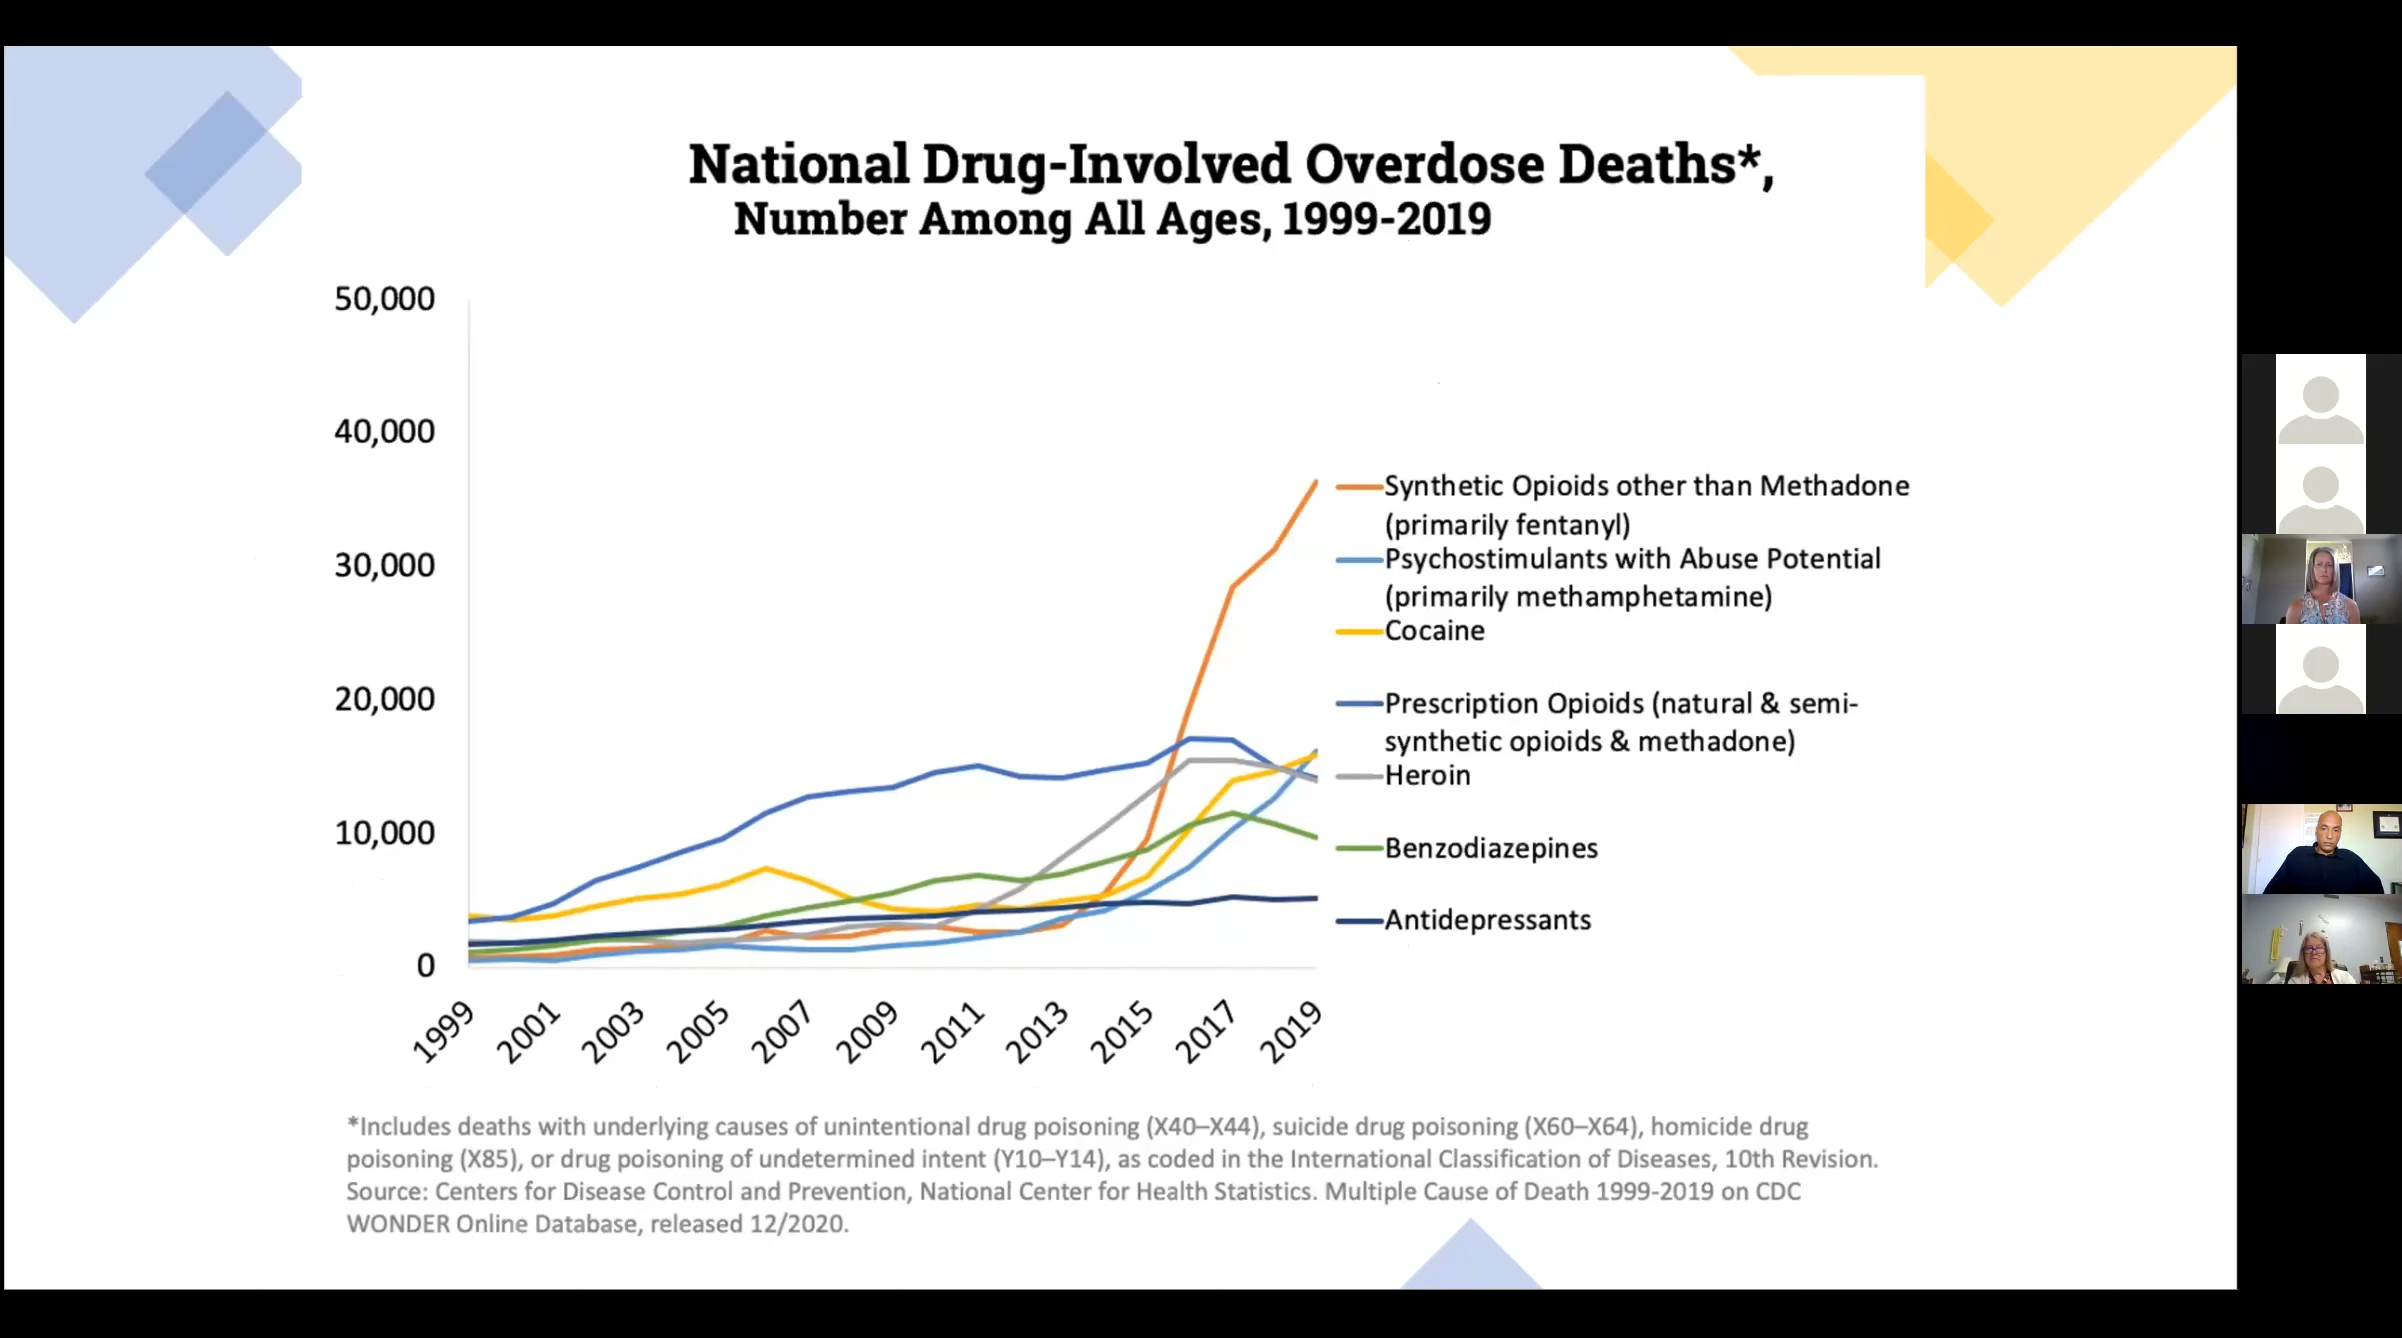 National Drug-Involved Overdose Deaths*,
Number Among All Ages, 1999-2019
50,000
40,000
30,000
20,000
10,000
0
1999
2001
2003
2005
2007
2009
2011
2013
2015
2017
2019
Synthetic Opioids other than Methadone
(primarily fentanyl)
Psychostimulants with Abuse Potential
(primarily methamphetamine)
Cocaine
Prescription Opioids (natural & semi-
synthetic opioids & methadone)
Heroin
Benzodiazepines
Antidepressants
*Includes deaths with underlying causes of unintentional drug poisoning (X40–X44), suicide drug poisoning (X60–X64), homicide drug
poisoning (X85), or drug poisoning of undetermined intent (Y10–Y14), as coded in the International Classification of Diseases, 10th Revision.
Source: Centers for Disease Control and Prevention, National Center for Health Statistics. Multiple Cause of Death 1999-2019 on CDC
WONDER Online Database, released 12/2020.